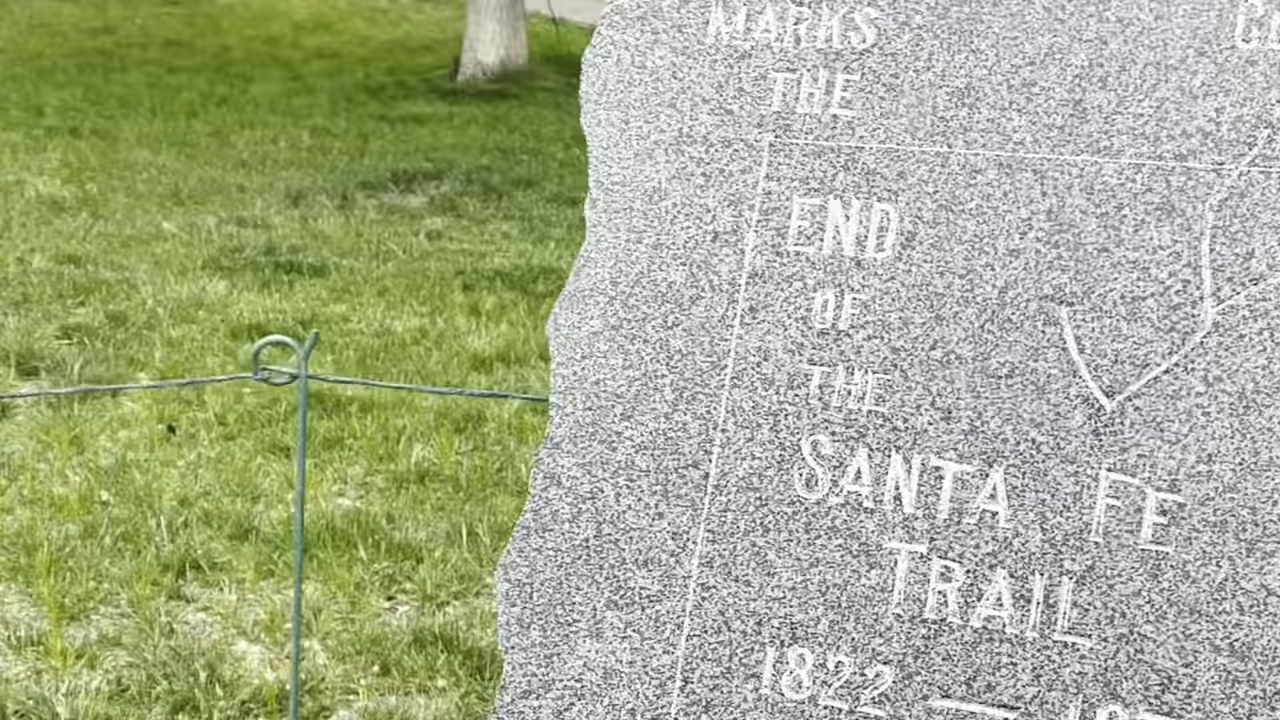 MARKS
THE
END
OF
THE
SANTA FE
TRAIL
1822 —